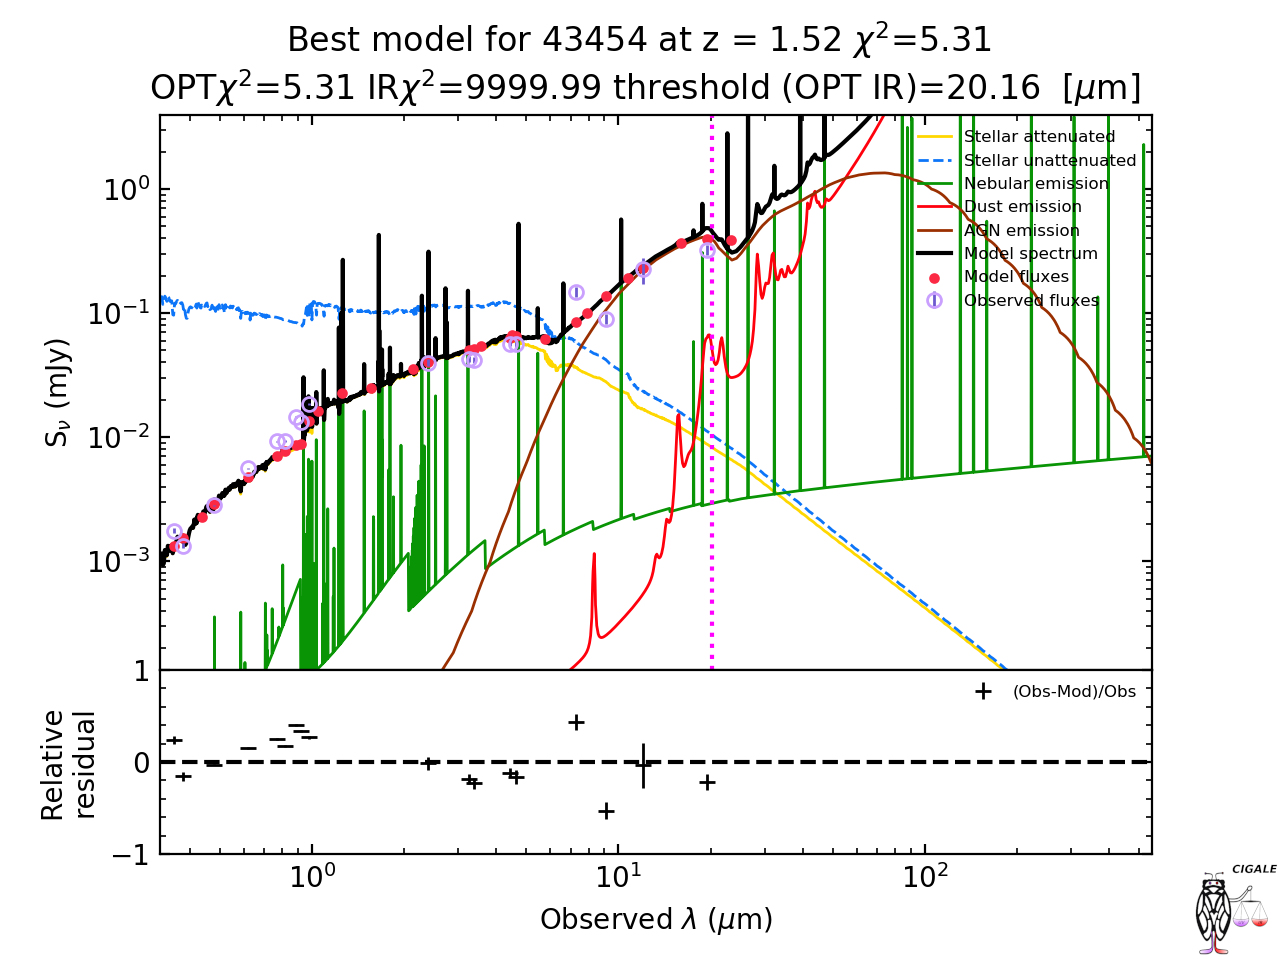 Best model for 43454 at z = 1.52 χ²=5.31
OPTχ²=5.31 IRχ²=9999.99 threshold (OPT IR)=20.16 [μm]
Stellar attenuated
Stellar unattenuated
Nebular emission
Dust emission
AGN emission
Model spectrum
Model fluxes
Observed fluxes
10⁰
10⁻¹
10⁻²
10⁻³
S_ν (mJy)
(Obs-Mod)/Obs
1
0
−1
Relative
residual
10⁰ 10¹ 10²
Observed λ (μm)
CIGALE